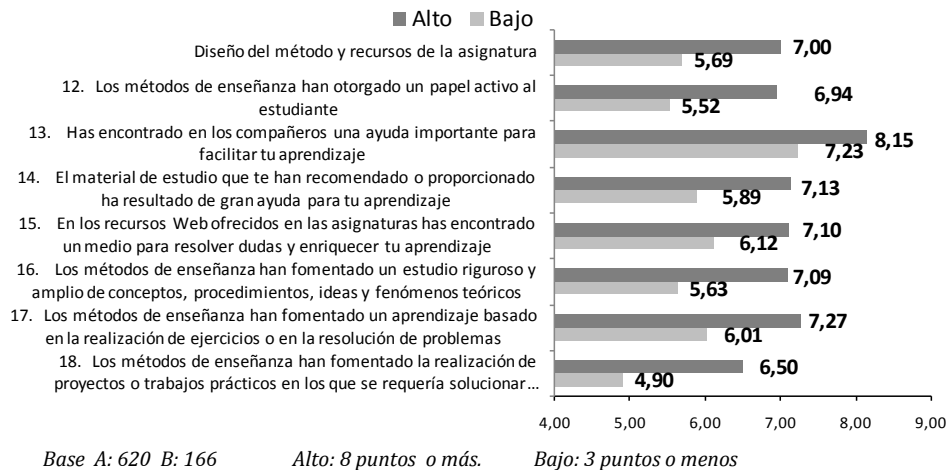 Alto Bajo
Diseño del método y recursos de la asignatura
7,00
5,69
12. Los métodos de enseñanza han otorgado un papel activo al
estudiante
6,94
5,52
13. Has encontrado en los compañeros una ayuda importante para
facilitar tu aprendizaje
8,15
7,23
14. El material de estudio que te han recomendado o proporcionado
ha resultado de gran ayuda para tu aprendizaje
7,13
5,89
15. En los recursos Web ofrecidos en las asignaturas has encontrado
un medio para resolver dudas y enriquecer tu aprendizaje
7,10
6,12
16. Los métodos de enseñanza han fomentado un estudio riguroso y
amplio de conceptos, procedimientos, ideas y fenómenos teóricos
7,09
5,63
17. Los métodos de enseñanza han fomentado un aprendizaje basado
en la realización de ejercicios o en la resolución de problemas
7,27
6,01
18. Los métodos de enseñanza han fomentado la realización de
proyectos o trabajos prácticos en los que se requería solucionar...
6,50
4,90
4,00 5,00 6,00 7,00 8,00 9,00
Base A: 620 B: 166 Alto: 8 puntos o más. Bajo: 3 puntos o menos